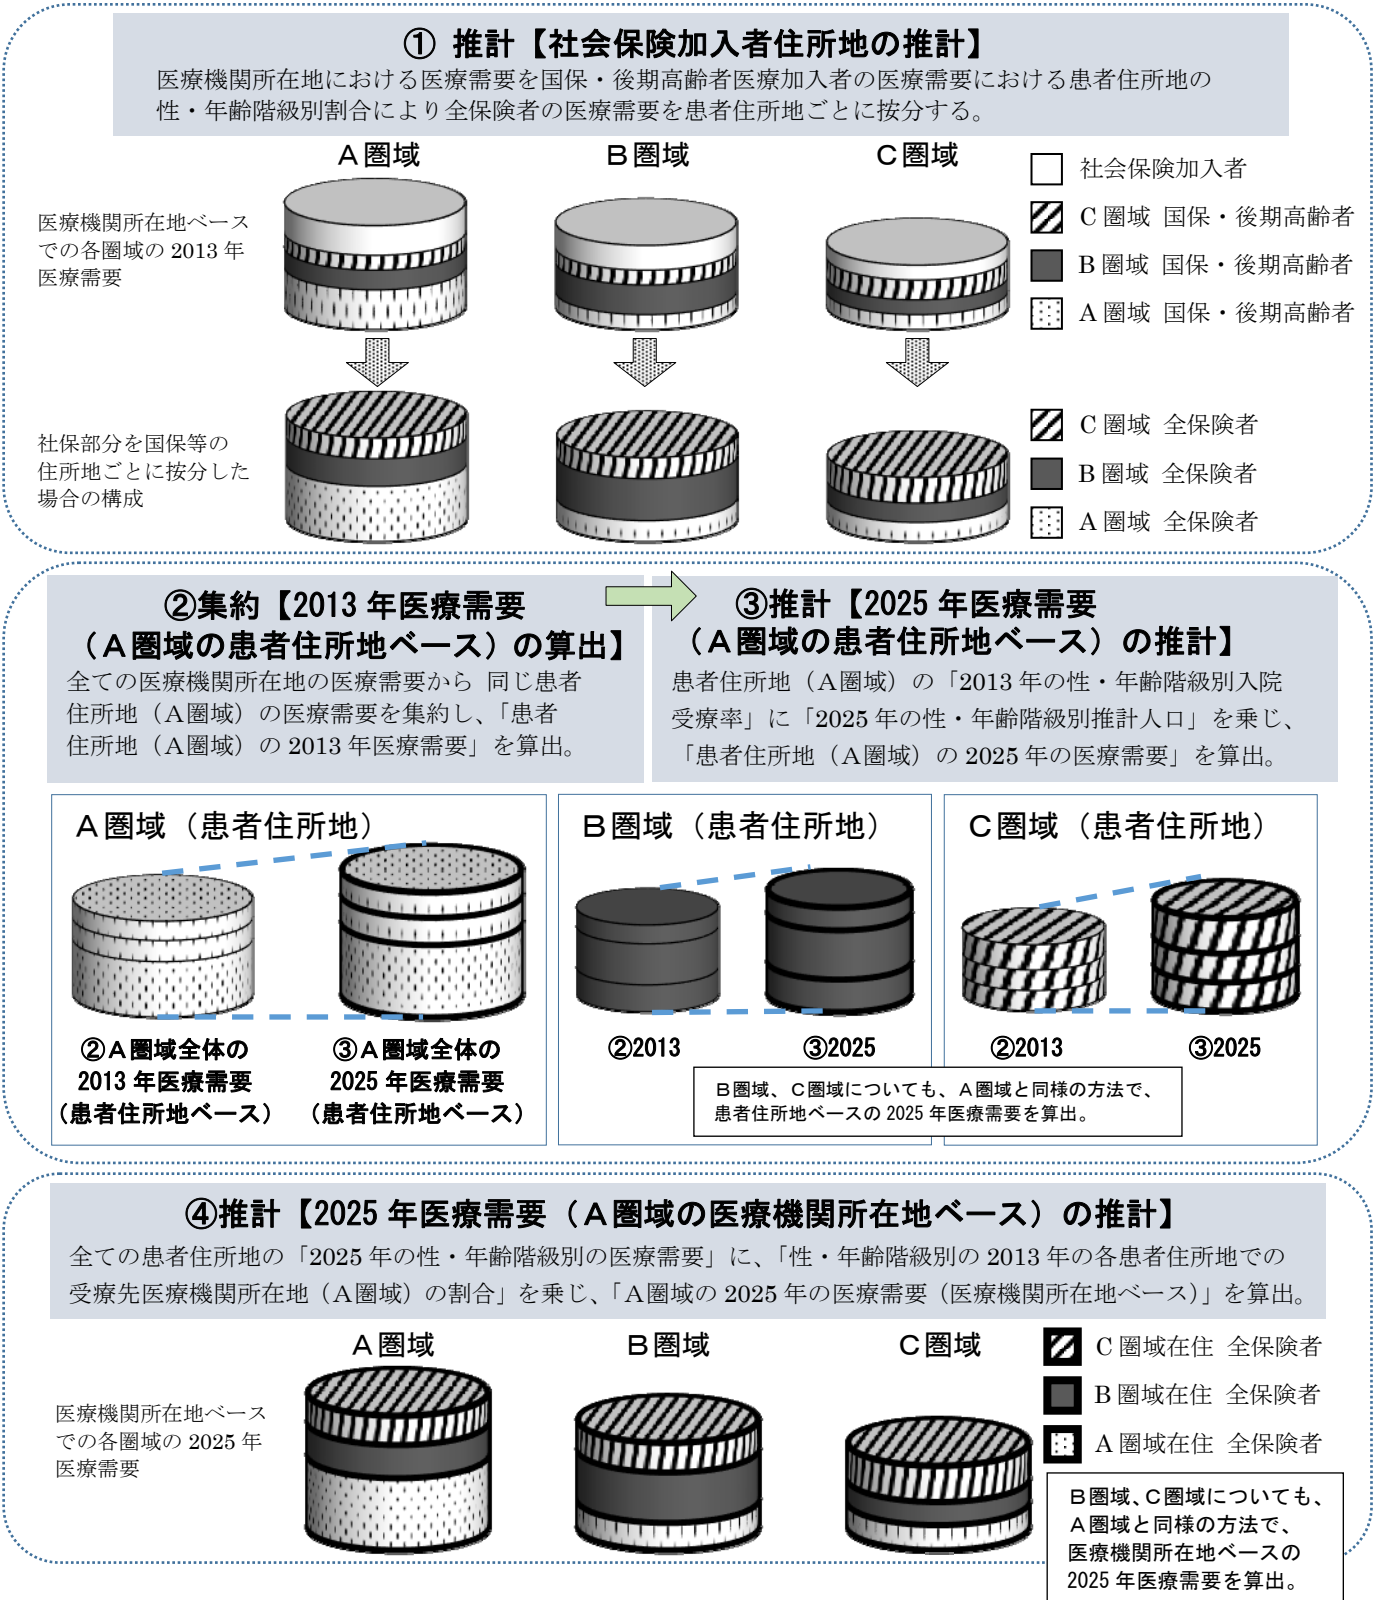 ① 推計【社会保険加入者住所地の推計】
医療機関所在地における医療需要を国保・後期高齢者医療加入者の医療需要における患者住所地の
性・年齢階級別割合により全保険者の医療需要を患者住所地ごとに按分する。
Ａ圏域
Ｂ圏域
Ｃ圏域
医療機関所在地ベース
での各圏域の 2013 年
医療需要
社会保険加入者
C 圏域 国保・後期高齢者
B 圏域 国保・後期高齢者
A 圏域 国保・後期高齢者
社保部分を国保等の
住所地ごとに按分した
場合の構成
C 圏域 全保険者
B 圏域 全保険者
A 圏域 全保険者
②集約【2013 年医療需要
（Ａ圏域の患者住所地ベース）の算出】
全ての医療機関所在地の医療需要から 同じ患者
住所地（Ａ圏域）の医療需要を集約し、「患者
住所地（Ａ圏域）の 2013 年医療需要」を算出。
③推計【2025 年医療需要
（Ａ圏域の患者住所地ベース）の推計】
患者住所地（Ａ圏域）の「2013 年の性・年齢階級別入院
受療率」に「2025 年の性・年齢階級別推計人口」を乗じ、
「患者住所地（Ａ圏域）の 2025 年の医療需要」を算出。
Ａ圏域（患者住所地）
②Ａ圏域全体の
2013 年医療需要
（患者住所地ベース）
③Ａ圏域全体の
2025 年医療需要
（患者住所地ベース）
Ｂ圏域（患者住所地）
②2013
③2025
Ｃ圏域（患者住所地）
②2013
③2025
Ｂ圏域、Ｃ圏域についても、Ａ圏域と同様の方法で、
患者住所地ベースの 2025 年医療需要を算出。
④推計【2025 年医療需要（Ａ圏域の医療機関所在地ベース）の推計】
全ての患者住所地の「2025 年の性・年齢階級別の医療需要」に、「性・年齢階級別の 2013 年の各患者住所地での
受療先医療機関所在地（Ａ圏域）の割合」を乗じ、「Ａ圏域の 2025 年の医療需要（医療機関所在地ベース）」を算出。
Ａ圏域
Ｂ圏域
Ｃ圏域
医療機関所在地ベース
での各圏域の 2025 年
医療需要
C 圏域在住 全保険者
B 圏域在住 全保険者
A 圏域在住 全保険者
Ｂ圏域、Ｃ圏域についても、
Ａ圏域と同様の方法で、
医療機関所在地ベースの
2025 年医療需要を算出。